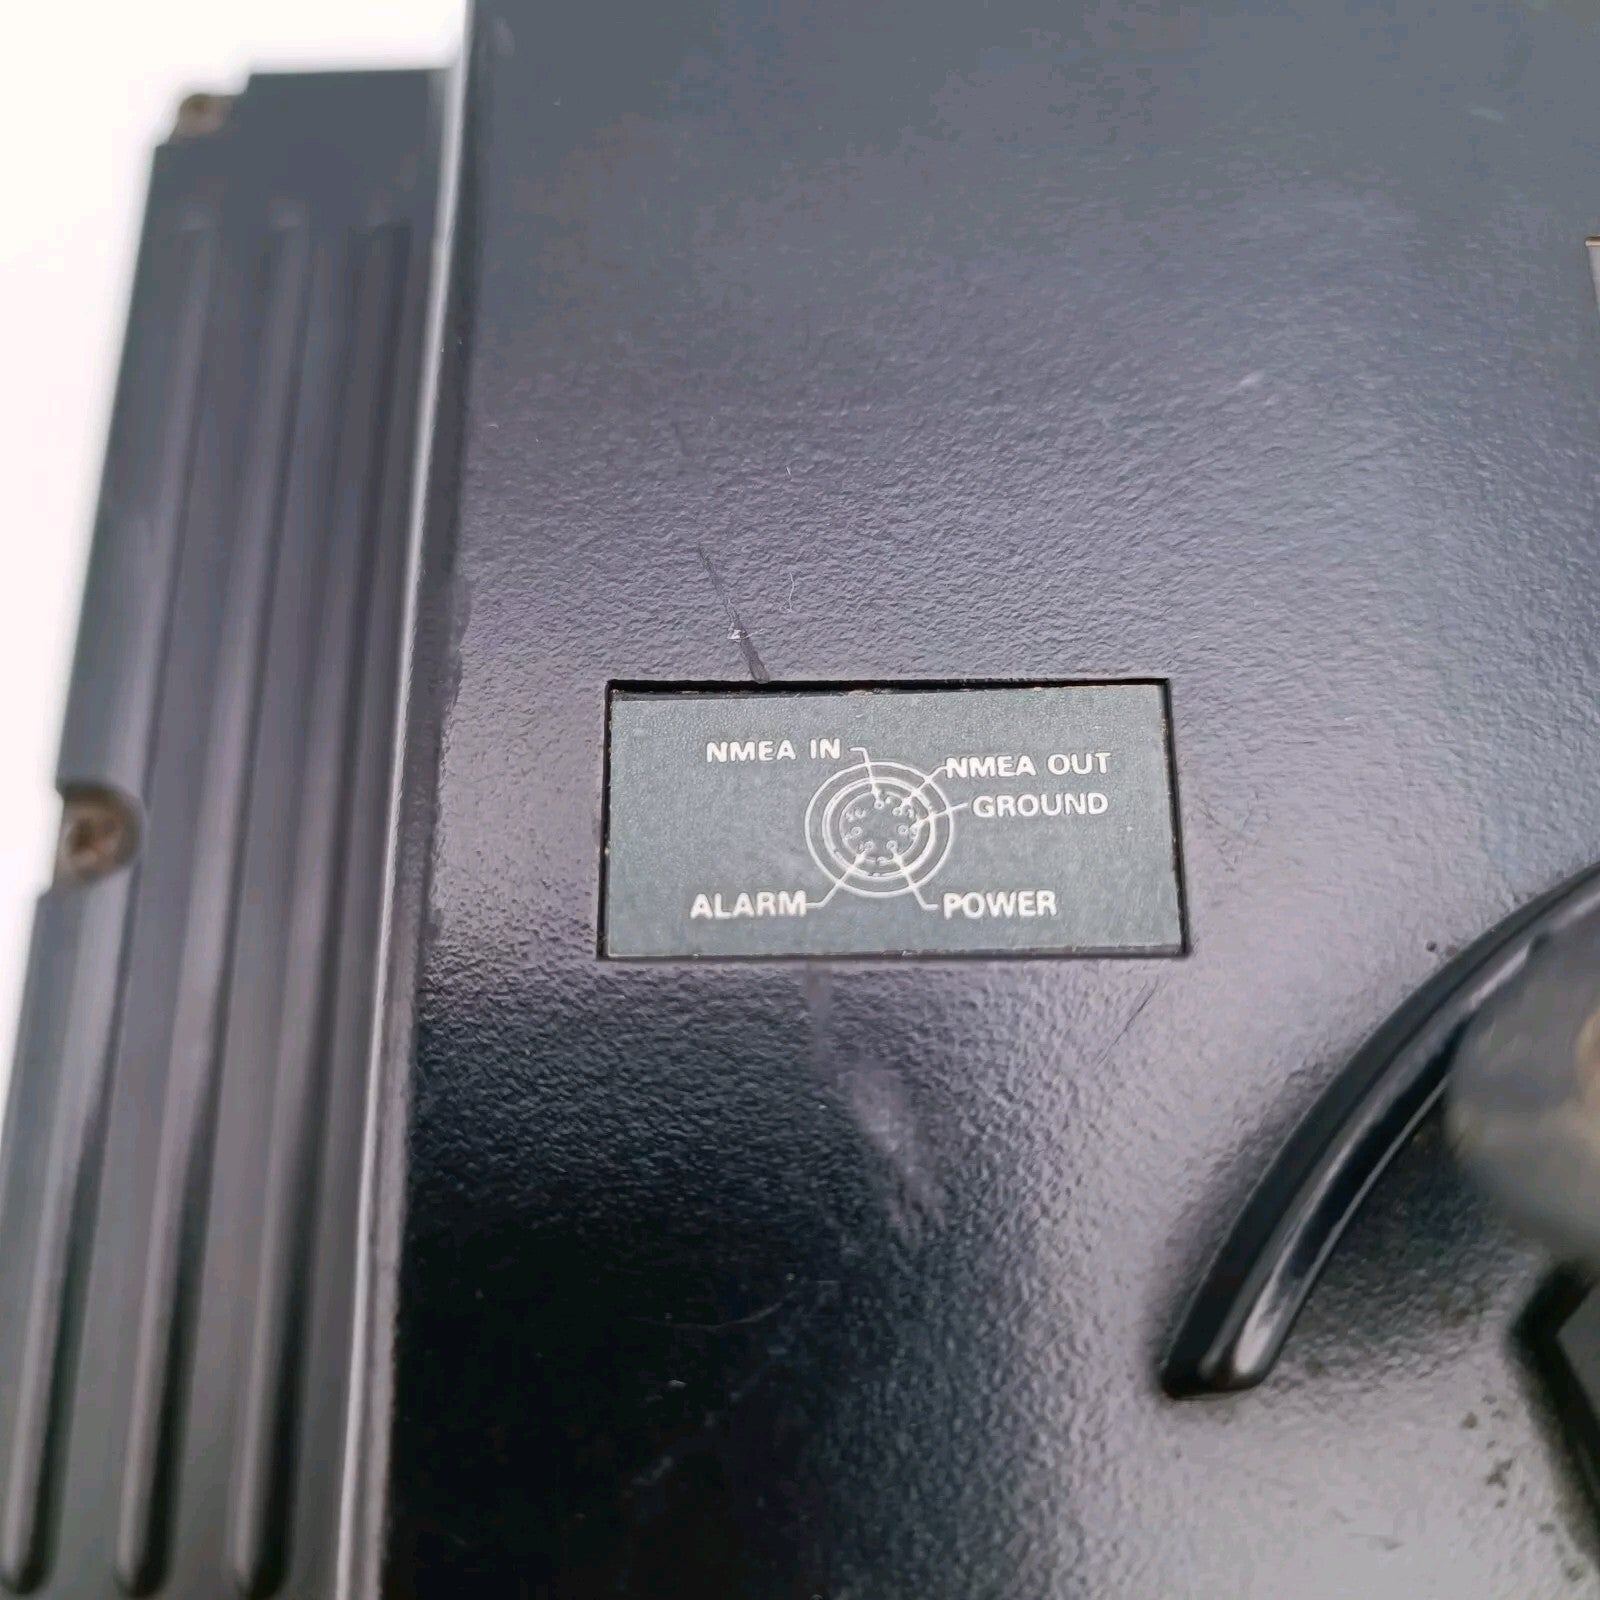 NMEA IN
NMEA OUT
GROUND
ALARM
POWER